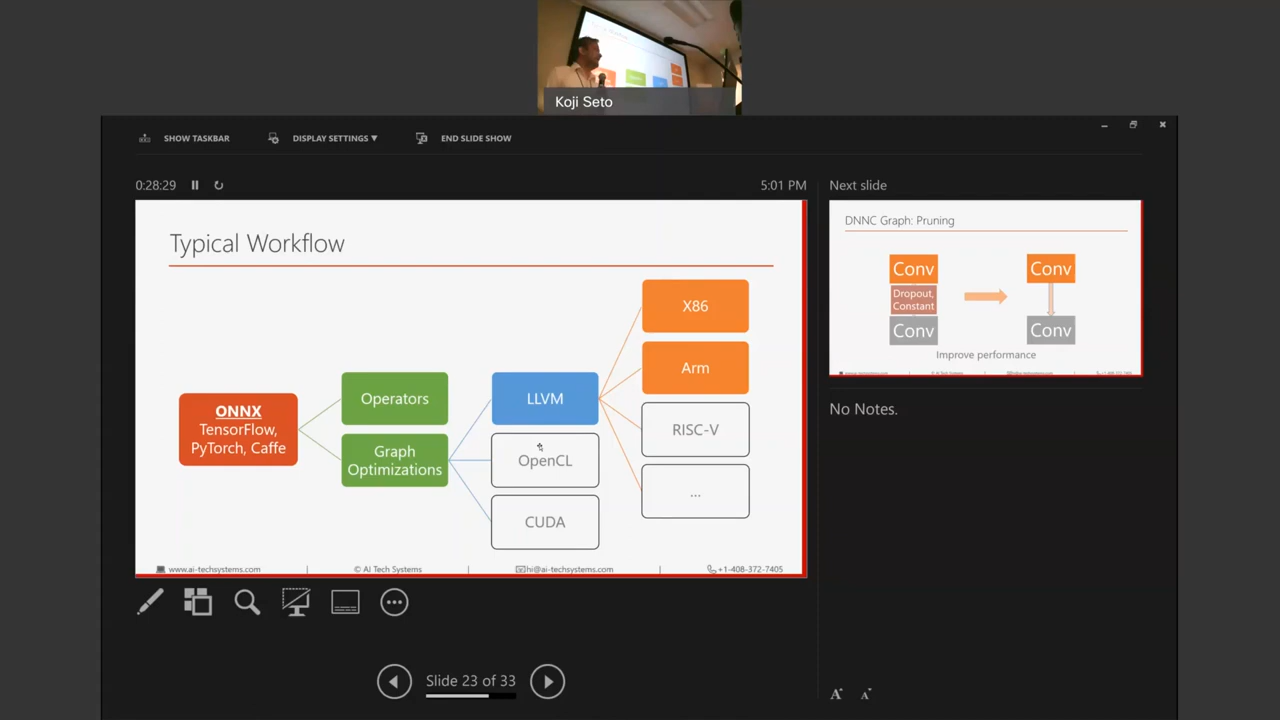 Koji Seto
SHOW TASKBAR
DISPLAY SETTINGS ▼
END SLIDE SHOW
0:28:29
5:01 PM
Typical Workflow
ONNX
TensorFlow,
PyTorch, Caffe
Operators
Graph
Optimizations
LLVM
OpenCL
CUDA
X86
Arm
RISC-V
...
www.ai-techsystems.com
© AI Tech Systems
hi@ai-techsystems.com
+1-408-372-7405
Next slide
DNNC Graph: Pruning
Conv
Dropout,
Constant
Conv
Conv
Conv
Improve performance
No Notes.
Slide 23 of 33
A
A